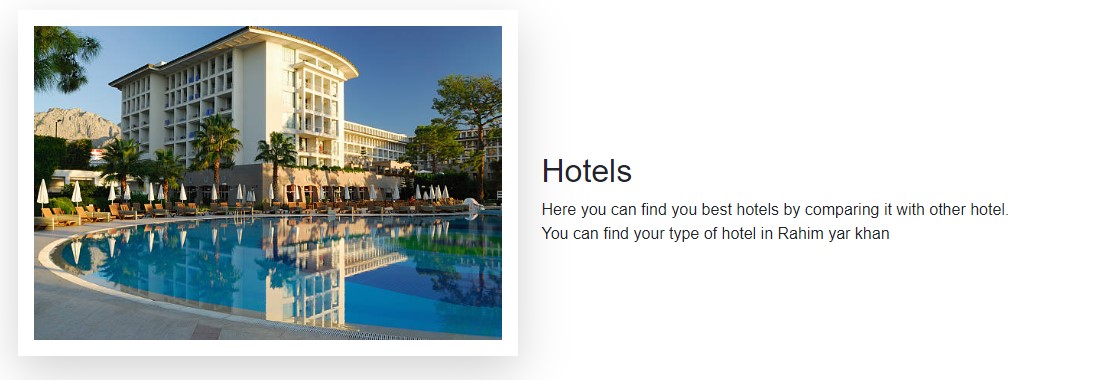 Hotels
Here you can find you best hotels by comparing it with other hotel.
You can find your type of hotel in Rahim yar khan